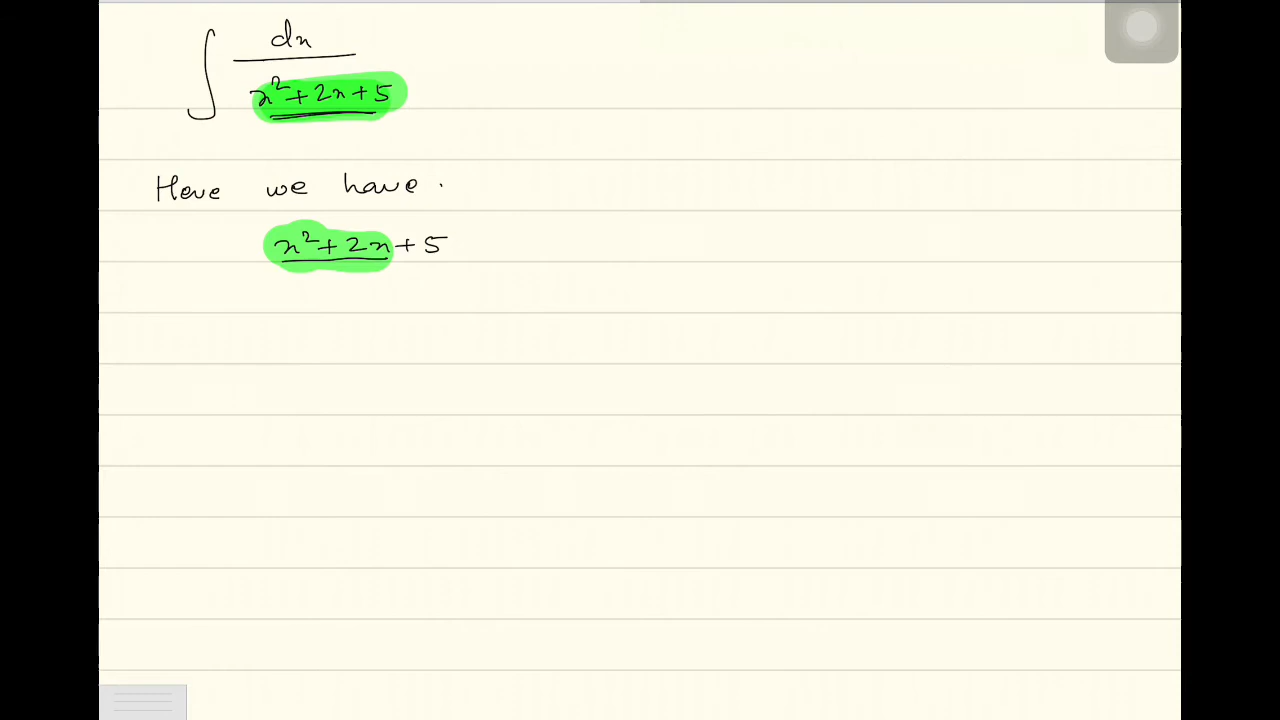 ∫ dx / x²+2x+5
Here we have.
x²+2x+5